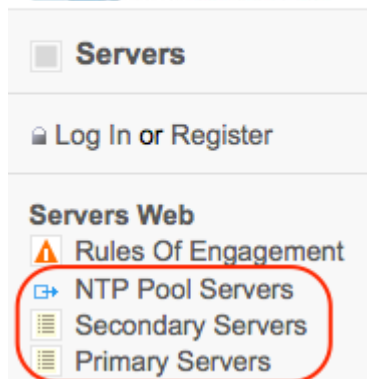 Servers
Log In or Register
Servers Web
Rules Of Engagement
NTP Pool Servers
Secondary Servers
Primary Servers